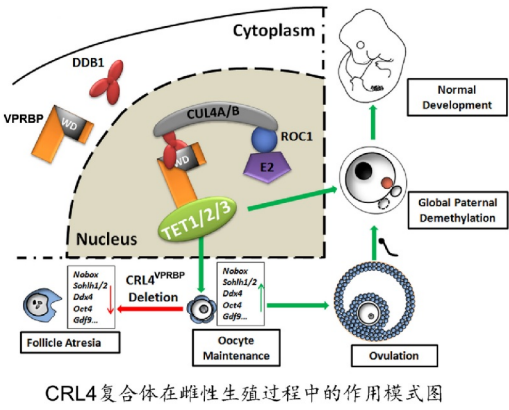 Cytoplasm
DDB1
VPRBP
WD
CUL4A/B
ROC1
WD
E2
TET1/2/3
Nucleus
Normal
Development
Global Paternal
Demethylation
Nobox
Sohlh1/2
Ddx4
Oct4
Gdf9...
CRL4VPRBP
Deletion
Nobox
Sohlh1/2
Ddx4
Oct4
Gdf9...
Follicle Atresia
Oocyte
Maintenance
Ovulation
CRL4复合体在雌性生殖过程中的作用模式图